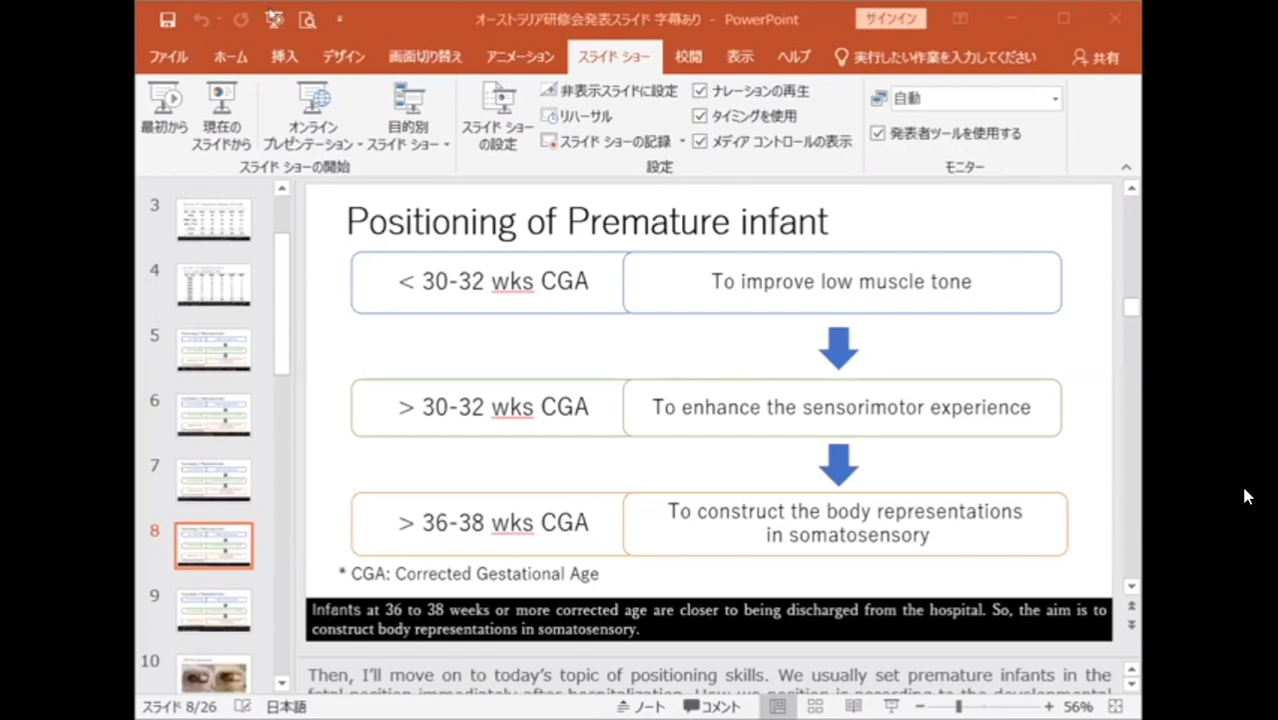 オーストラリア研修会発表スライド 字幕あり - PowerPoint
サインイン
ファイル ホーム 挿入 デザイン 画面切り替え アニメーション スライド ショー 校閲 表示 ヘルプ 実行したい作業を入力してください 共有
最初から
現在の
スライドから
オンライン
プレゼンテーション
目的別
スライド ショー
スライド ショーの開始
スライド ショー
の設定
非表示スライドに設定
リハーサル
スライド ショーの記録
ナレーションの再生
タイミングを使用
メディア コントロールの表示
設定
自動
発表者ツールを使用する
モニター
3
4
5
6
7
8
9
10
Positioning of Premature infant
< 30-32 wks CGA
To improve low muscle tone
> 30-32 wks CGA
To enhance the sensorimotor experience
> 36-38 wks CGA
To construct the body representations
in somatosensory
* CGA: Corrected Gestational Age
Infants at 36 to 38 weeks or more corrected age are closer to being discharged from the hospital. So, the aim is to
construct body representations in somatosensory.
Then, I'll move on to today's topic of positioning skills. We usually set premature infants in the
fetal position immediately after hospitalization. How we position is according to the developmental
スライド 8/26 日本語 ノート コメント 56%